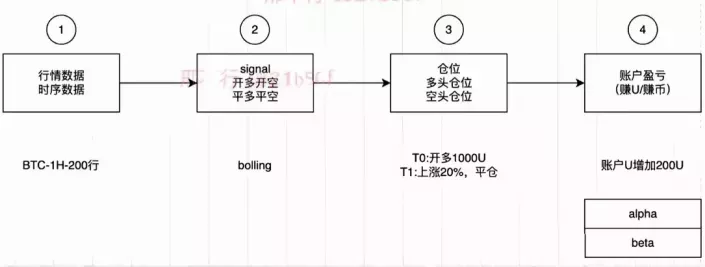 1
2
3
4
行情数据
时序数据
signal
开多开空
平多平空
仓位
多头仓位
空头仓位
账户盈亏
(赚U/赚币)
BTC-1H-200行
bolling
T0:开多1000U
T1:上涨20%，平仓
账户U增加200U
alpha
beta